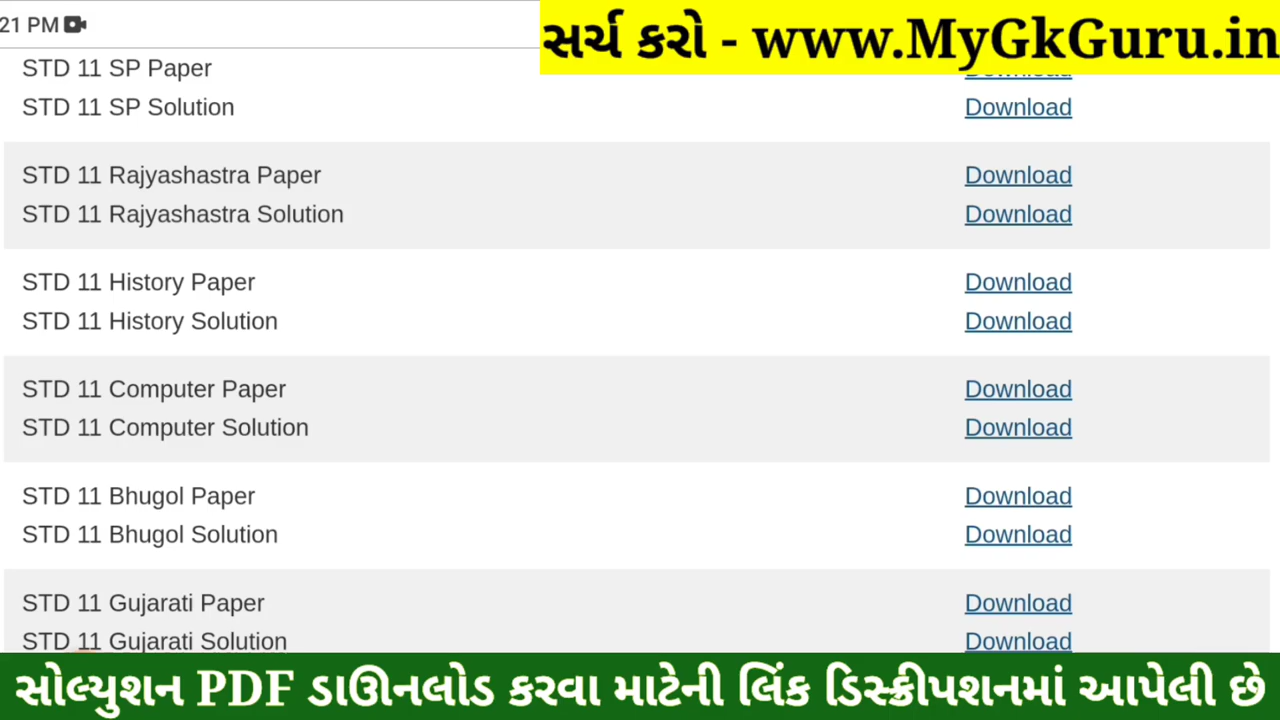 21 PM
સર્ચ કરો - www.MyGkGuru.in
STD 11 SP Paper Download
STD 11 SP Solution Download
STD 11 Rajyashastra Paper Download
STD 11 Rajyashastra Solution Download
STD 11 History Paper Download
STD 11 History Solution Download
STD 11 Computer Paper Download
STD 11 Computer Solution Download
STD 11 Bhugol Paper Download
STD 11 Bhugol Solution Download
STD 11 Gujarati Paper Download
STD 11 Gujarati Solution Download
સોલ્યુશન PDF ડાઊનલોડ કરવા માટેની લિંક ડિસ્ક્રીપશનમાં આપેલી છે